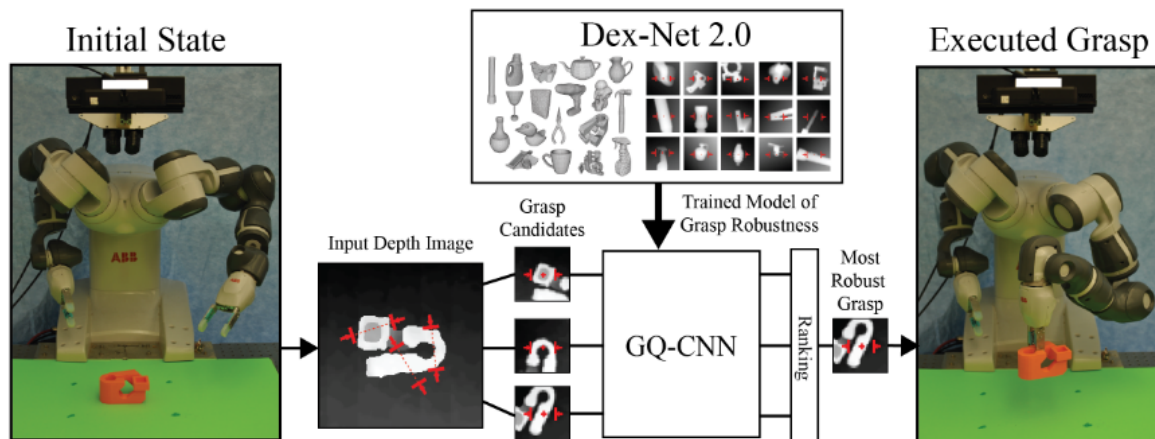 Initial State
Dex-Net 2.0
Executed Grasp
Trained Model of
Grasp Robustness
Grasp
Candidates
Input Depth Image
Most
Robust
Grasp
GQ-CNN
Ranking
ABB
ABB